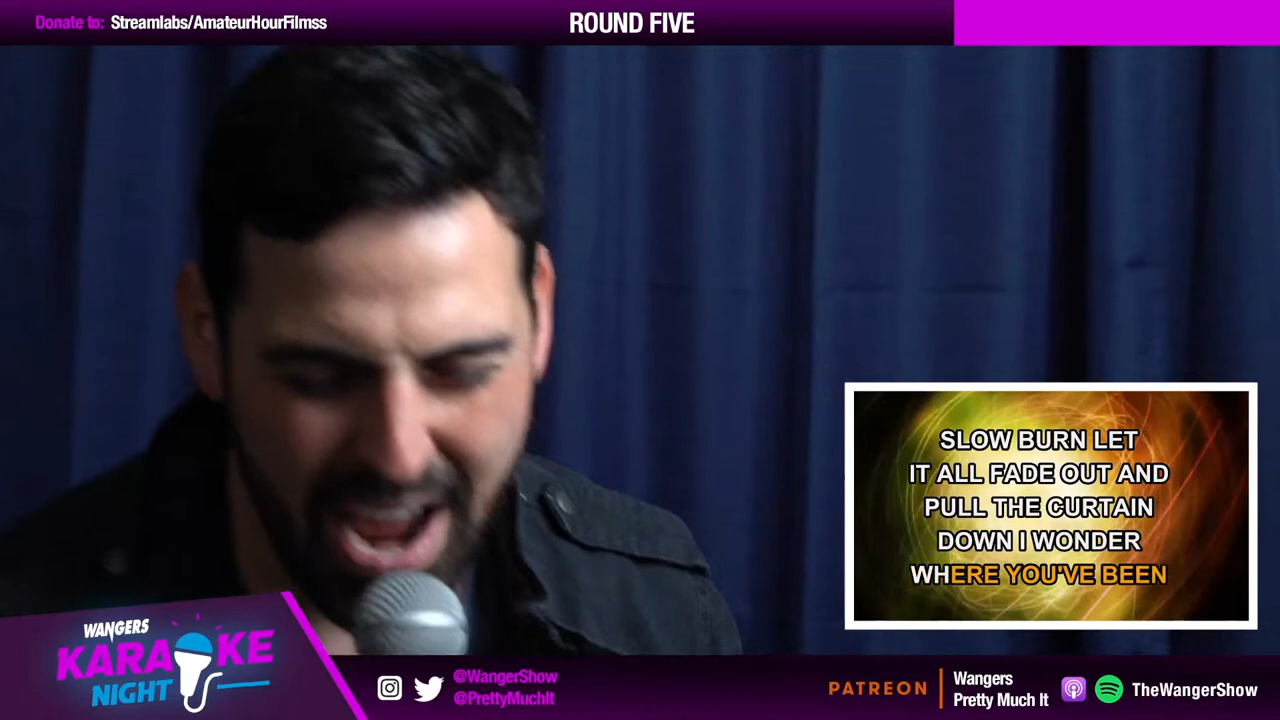 Donate to: Streamlabs/AmateurHourFilmss
ROUND FIVE
SLOW BURN LET
IT ALL FADE OUT AND
PULL THE CURTAIN
DOWN I WONDER
WHERE YOU'VE BEEN
WANGERS
KARAOKE
NIGHT
@WangerShow
@PrettyMuchIt
PATREON
Wangers
Pretty Much It
TheWangerShow